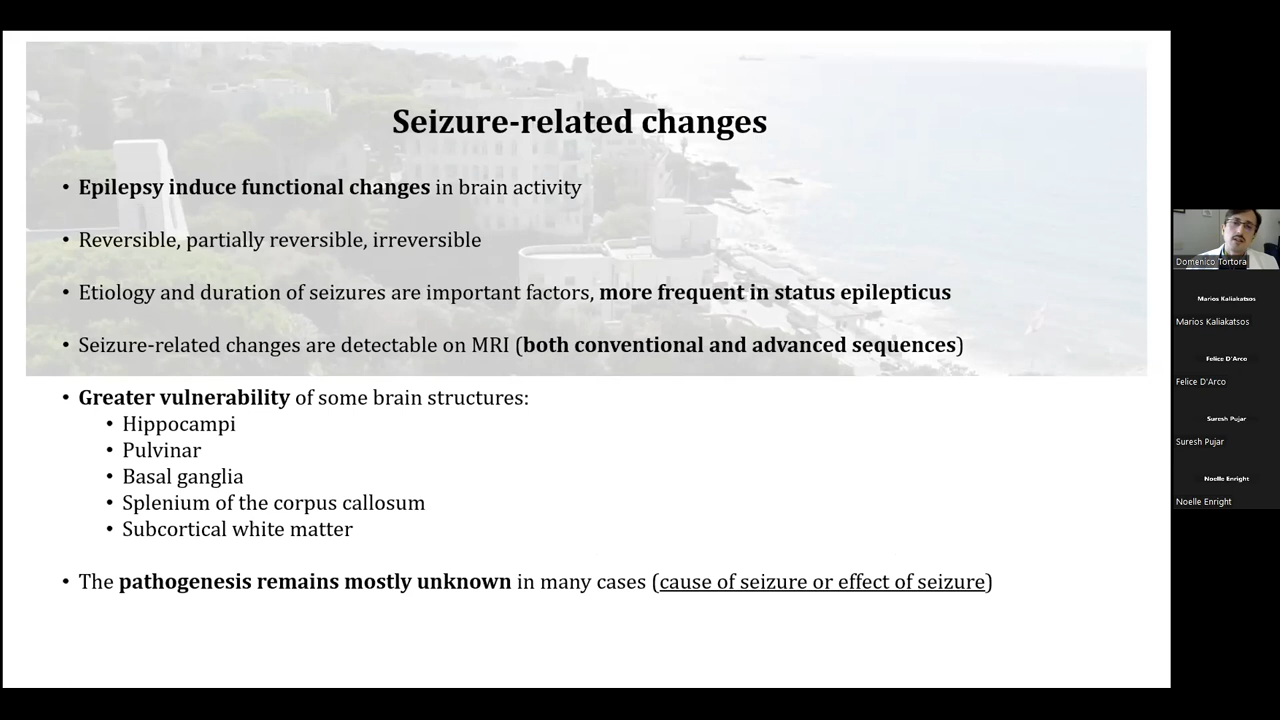 Seizure-related changes
• Epilepsy induce functional changes in brain activity
• Reversible, partially reversible, irreversible
• Etiology and duration of seizures are important factors, more frequent in status epilepticus
• Seizure-related changes are detectable on MRI (both conventional and advanced sequences)
• Greater vulnerability of some brain structures:
• Hippocampi
• Pulvinar
• Basal ganglia
• Splenium of the corpus callosum
• Subcortical white matter
• The pathogenesis remains mostly unknown in many cases (cause of seizure or effect of seizure)
Domenico Tortora
Marios Kaliakatsos
Marios Kaliakatsos
Felice D'Arco
Felice D'Arco
Suresh Pujar
Suresh Pujar
Noelle Enright
Noelle Enright